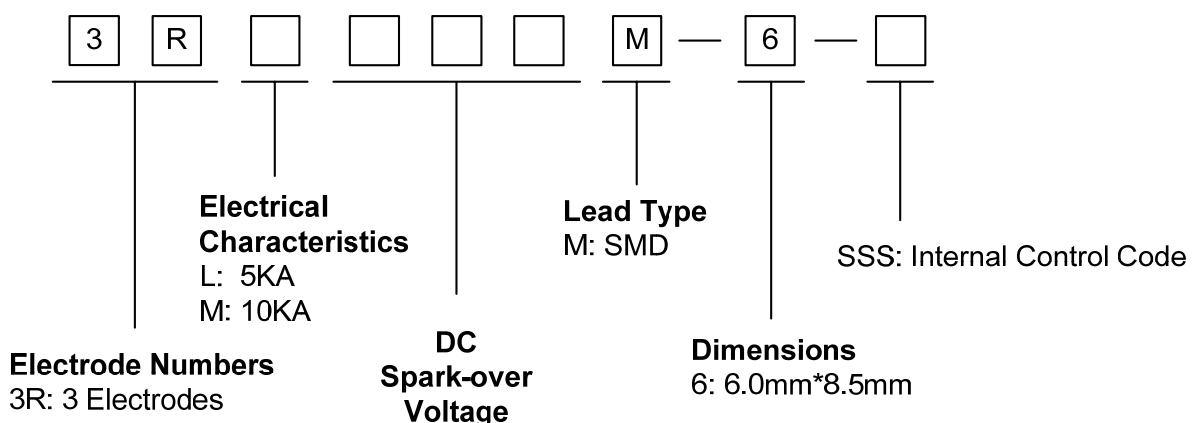 3 R M — 6 —
Electrical
Characteristics
L: 5KA
M: 10KA
Lead Type
M: SMD
SSS: Internal Control Code
Electrode Numbers
3R: 3 Electrodes
DC
Spark-over
Voltage
Dimensions
6: 6.0mm*8.5mm